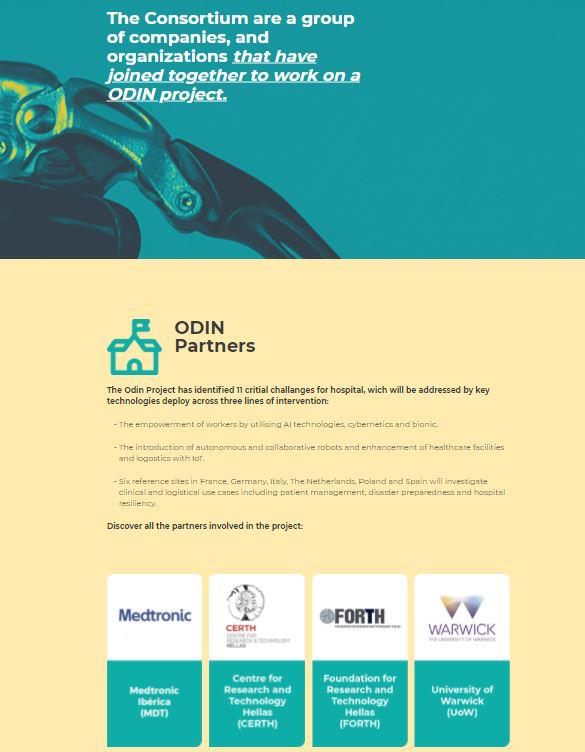 The Consortium are a group
of companies, and
organizations that have
joined together to work on a
ODIN project.
ODIN
Partners
The Odin Project has identified 11 critial challanges for hospital, wich will be addressed by key
technologies deploy across three lines of intervention:
- The empowerment of workers by utilising AI technologies, cybernetics and bionic.
- The introduction of autonomous and collaborative robots and enhancement of healthcare facilities
and logostics with IoT.
- Six reference sites in France, Germany, Italy, The Netherlands, Poland and Spain will investigate
clinical and logistical use cases including patient management, disaster preparedness and hospital
resiliency.
Discover all the partners involved in the project:
Medtronic
CERTH
CENTRE FOR
RESEARCH & TECHNOLOGY
HELLAS
FORTH
WARWICK
THE UNIVERSITY OF WARWICK
Medtronic
Ibérica
(MDT)
Centre for
Research and
Technology
Hellas
(CERTH)
Foundation for
Research and
Technology
Hellas
(FORTH)
University of
Warwick
(UoW)